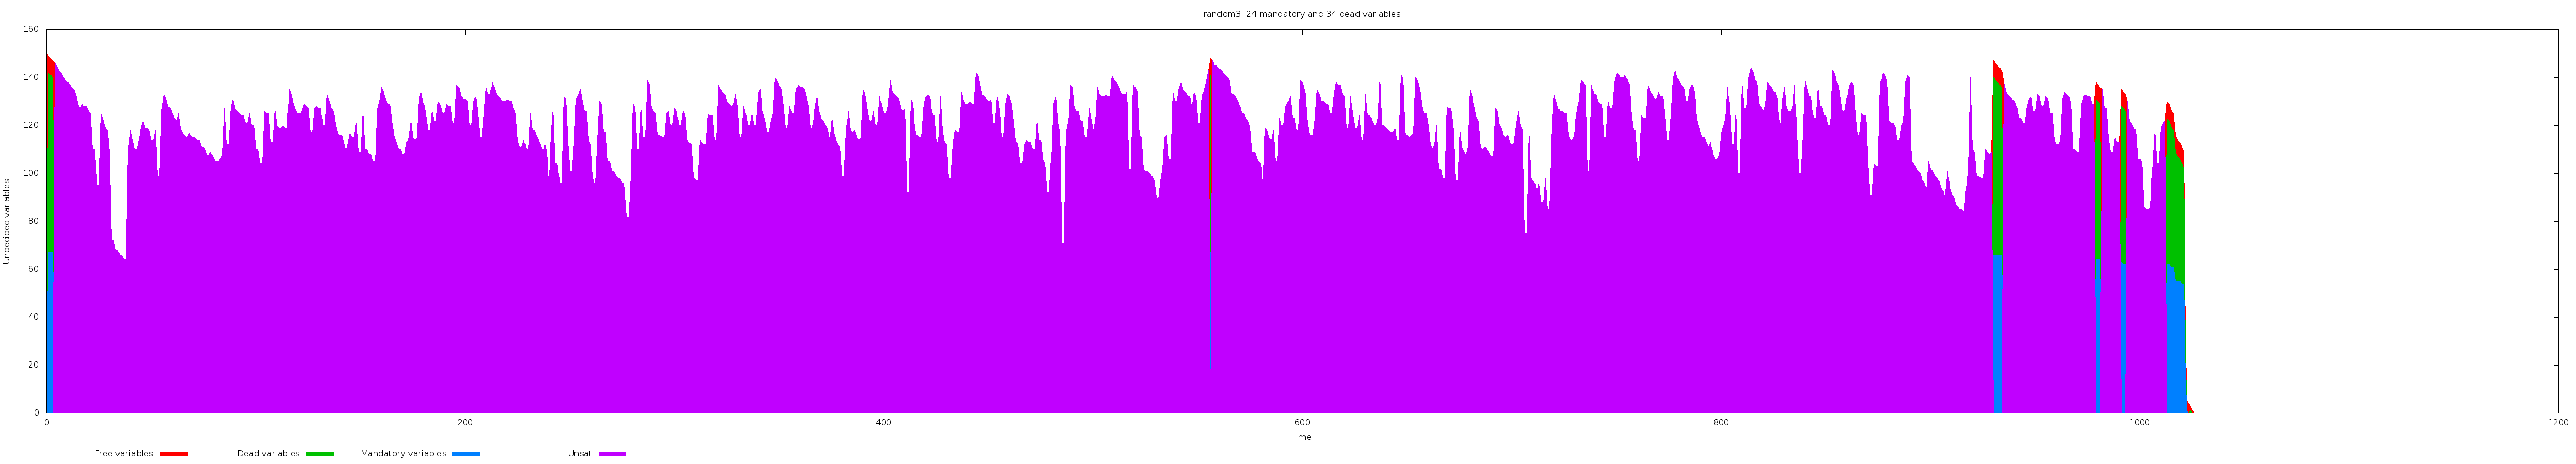 random3: 24 mandatory and 34 dead variables
160
140
120
100
80
60
40
20
0
Undecided variables
0 200 400 600 800 1000 1200
Time
Free variables Dead variables Mandatory variables Unsat